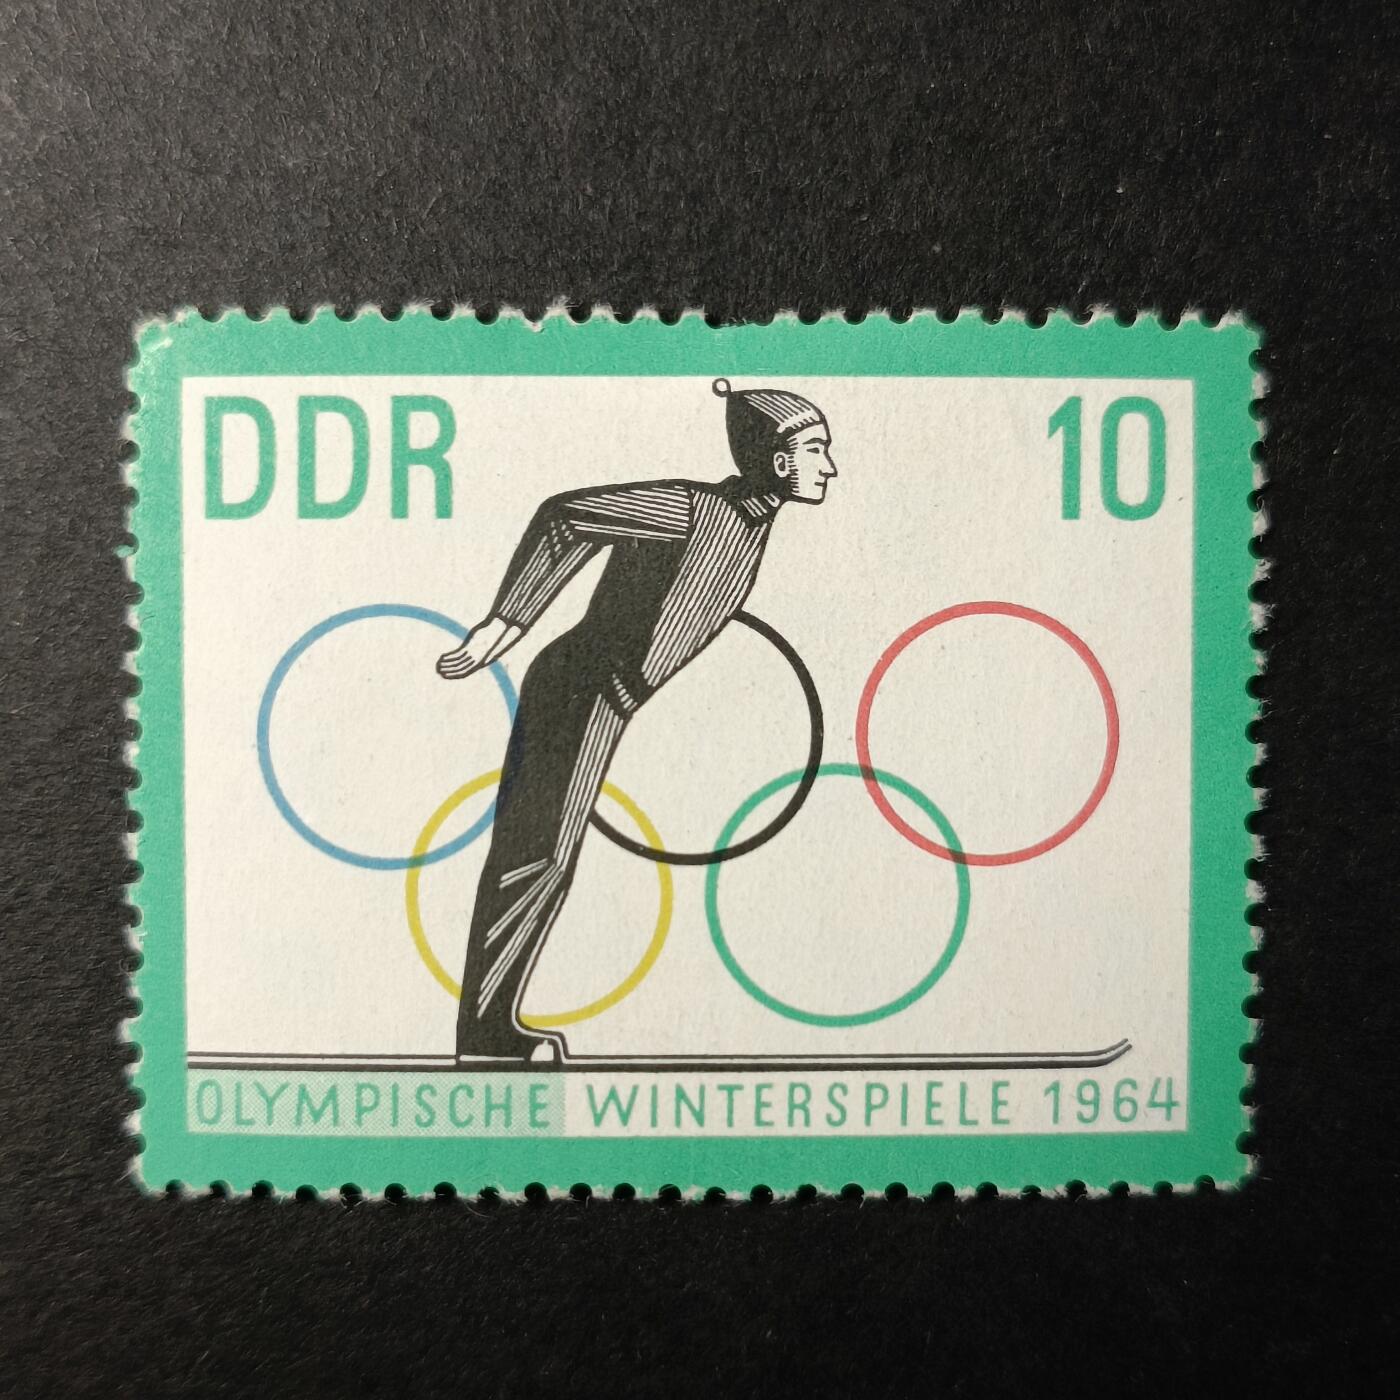 DDR 10
OLYMPISCHE WINTERSPIELE 1964